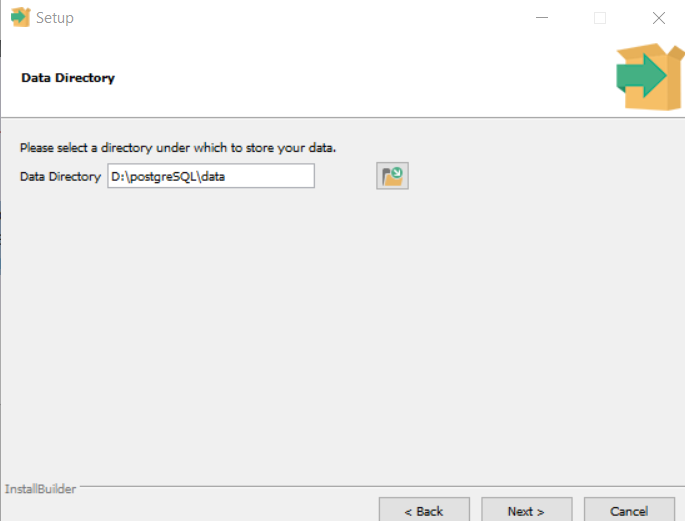 Setup
Data Directory
Please select a directory under which to store your data.
Data Directory D:\postgreSQL\data
InstallBuilder
< Back Next > Cancel